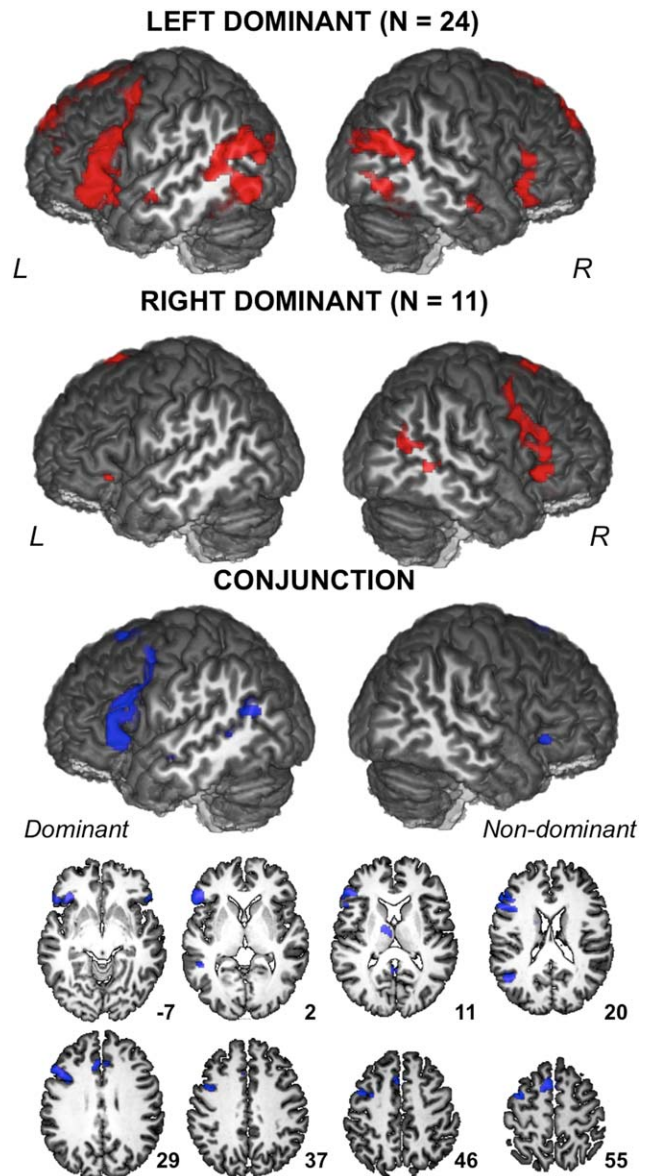 LEFT DOMINANT (N = 24)
L R
RIGHT DOMINANT (N = 11)
L R
CONJUNCTION
Dominant Non-dominant
-7 2 11 20
29 37 46 55